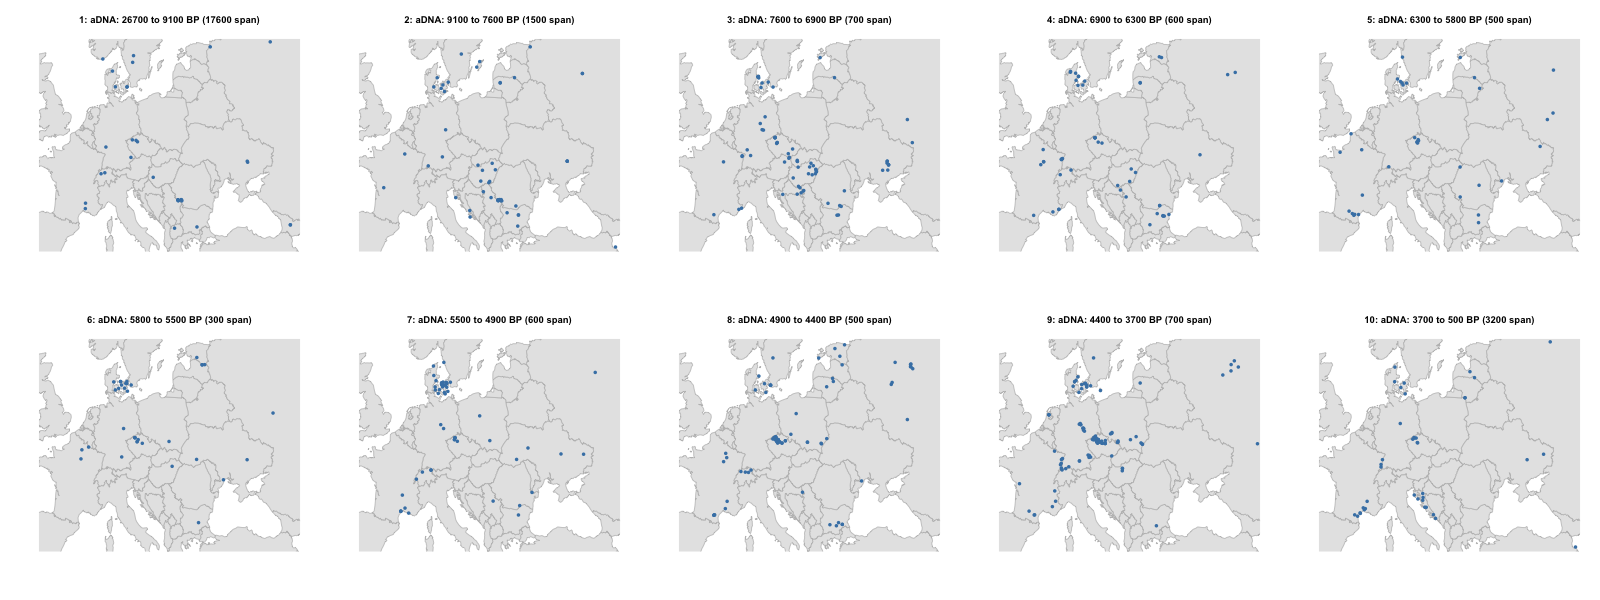 1: aDNA: 26700 to 9100 BP (17600 span)
2: aDNA: 9100 to 7600 BP (1500 span)
3: aDNA: 7600 to 6900 BP (700 span)
4: aDNA: 6900 to 6300 BP (600 span)
5: aDNA: 6300 to 5800 BP (500 span)
6: aDNA: 5800 to 5500 BP (300 span)
7: aDNA: 5500 to 4900 BP (600 span)
8: aDNA: 4900 to 4400 BP (500 span)
9: aDNA: 4400 to 3700 BP (700 span)
10: aDNA: 3700 to 500 BP (3200 span)